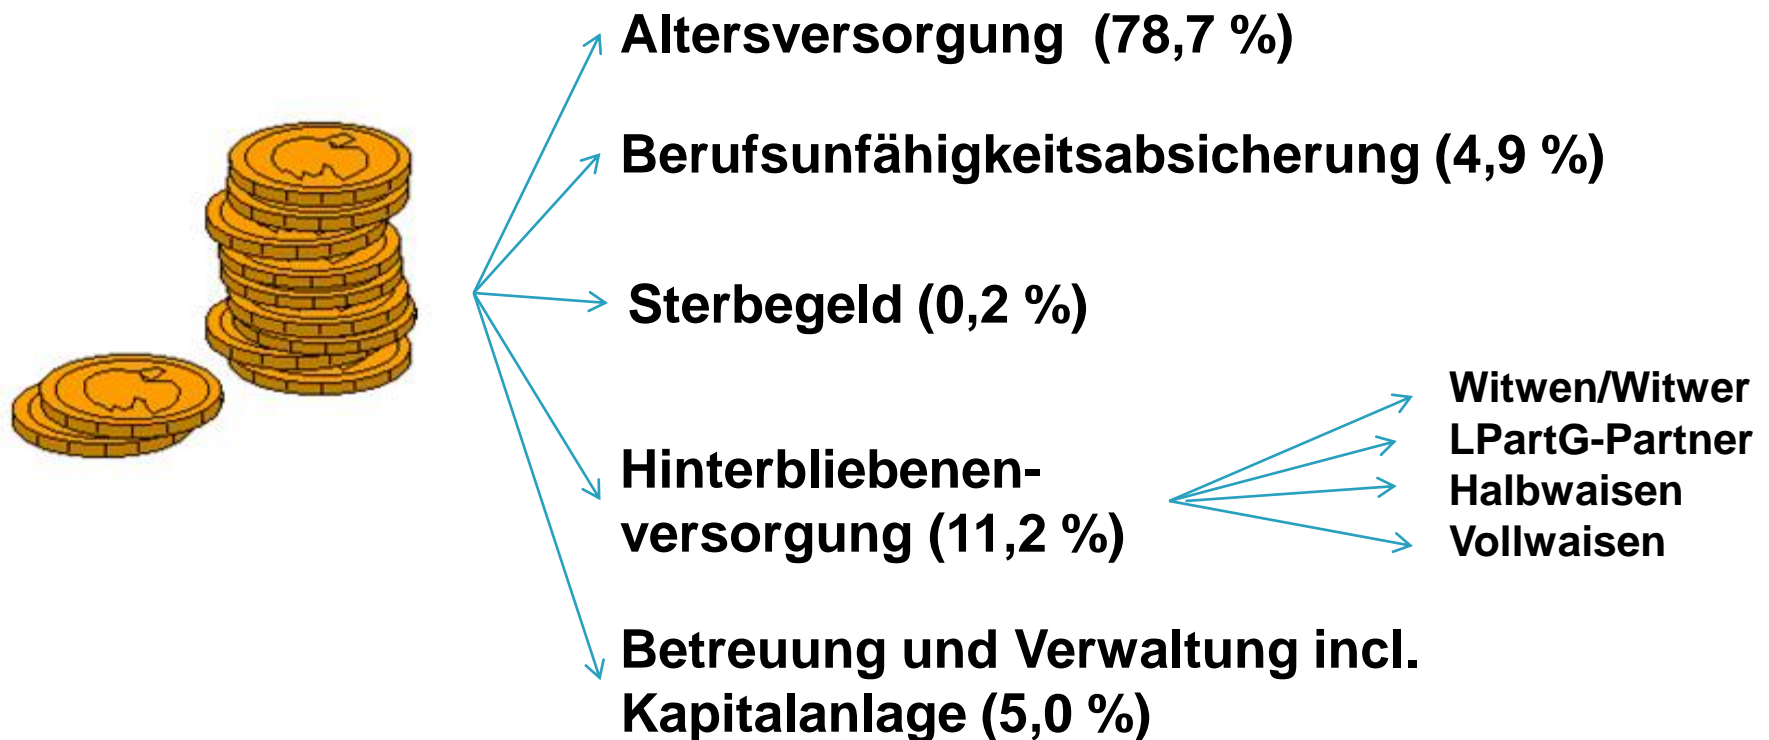 Altersversorgung (78,7 %)
Berufsunfähigkeitsabsicherung (4,9 %)
Sterbegeld (0,2 %)
Hinterbliebenen-
versorgung (11,2 %)
Witwen/Witwer
LPartG-Partner
Halbwaisen
Vollwaisen
Betreuung und Verwaltung incl.
Kapitalanlage (5,0 %)